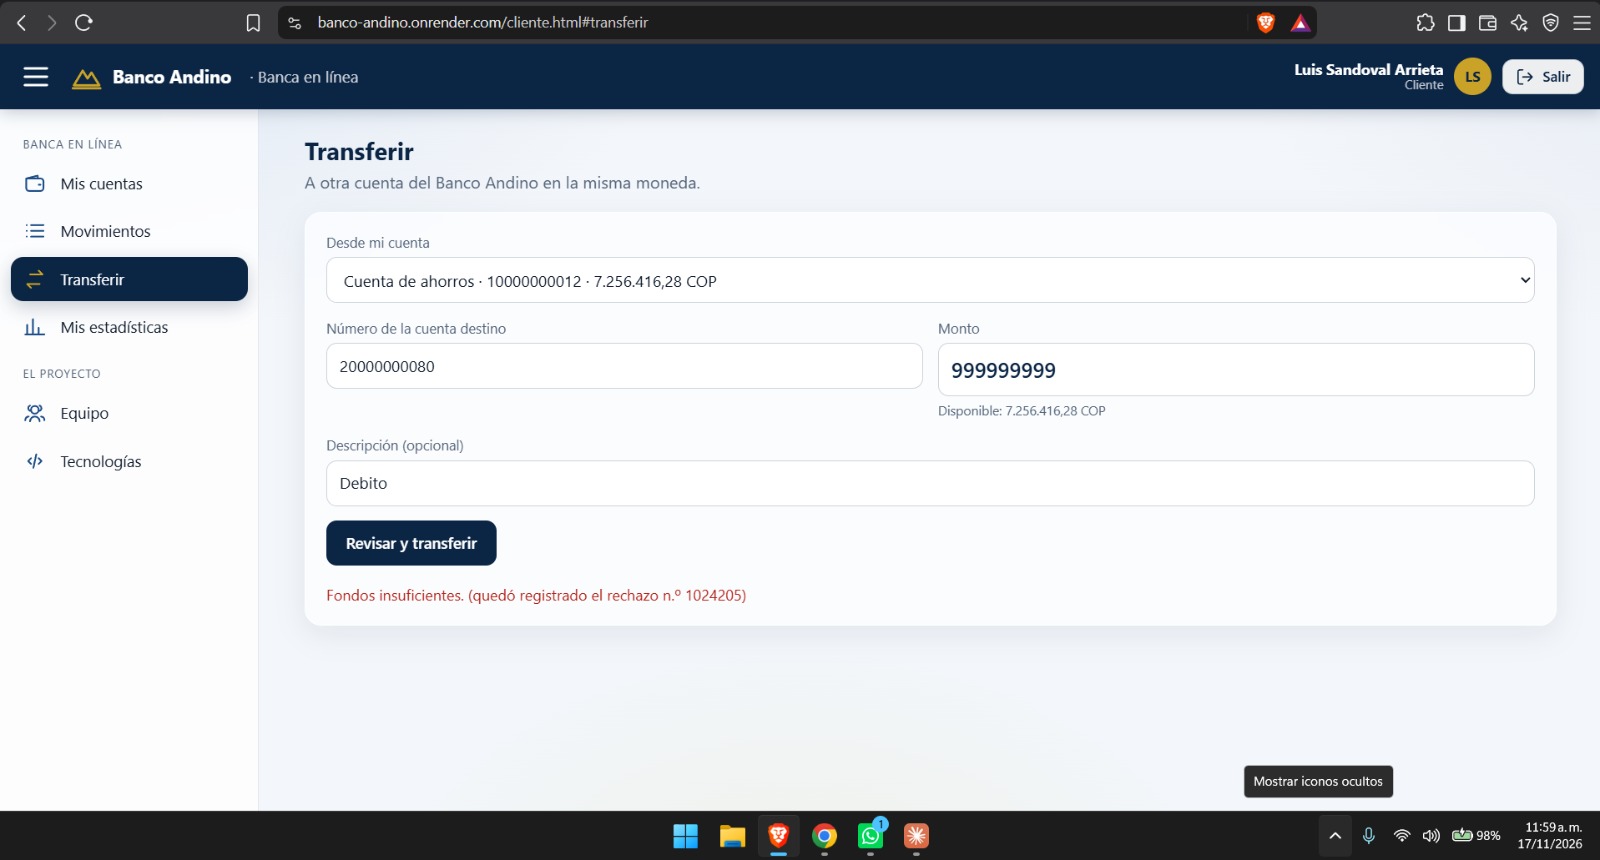 banco-andino.onrender.com/cliente.html#transferir
Banco Andino · Banca en línea
Luis Sandoval Arrieta
Cliente
LS
Salir
BANCA EN LÍNEA
Mis cuentas
Movimientos
Transferir
Mis estadísticas
EL PROYECTO
Equipo
Tecnologías
Transferir
A otra cuenta del Banco Andino en la misma moneda.
Desde mi cuenta
Cuenta de ahorros · 10000000012 · 7.256.416,28 COP
Número de la cuenta destino
20000000080
Monto
999999999
Disponible: 7.256.416,28 COP
Descripción (opcional)
Debito
Revisar y transferir
Fondos insuficientes. (quedó registrado el rechazo n.º 1024205)
Mostrar iconos ocultos
1
98%
11:59 a. m.
17/11/2026